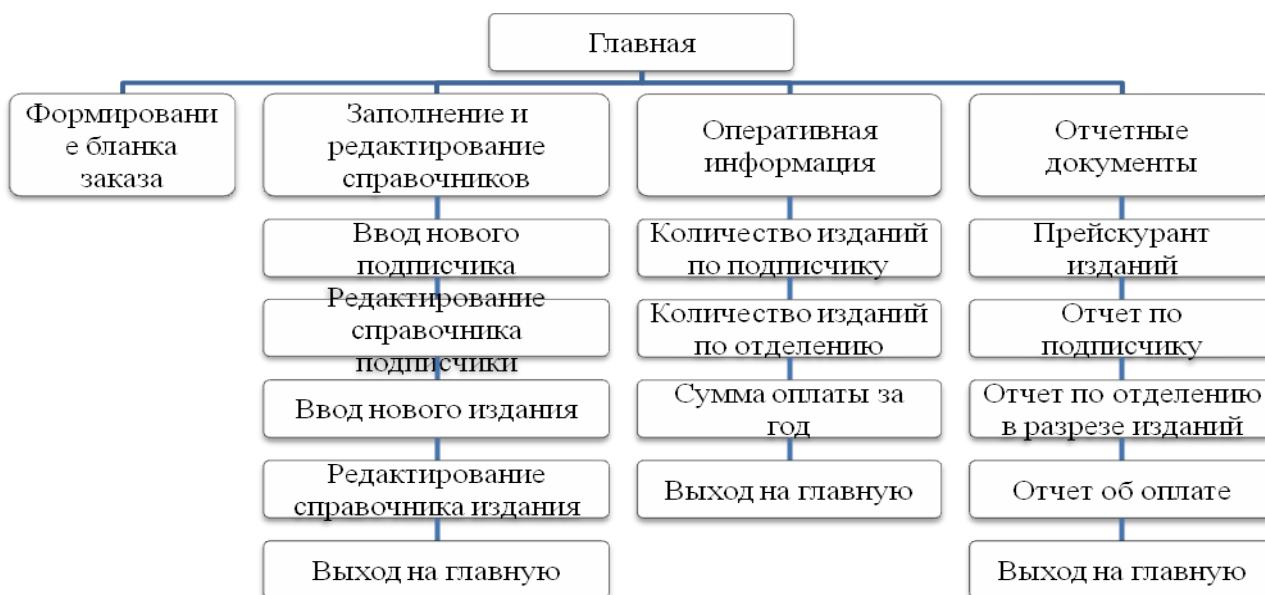 Главная
Формировани
е бланка
заказа
Заполнение и
редактирование
справочников
Оперативная
информация
Отчетные
документы
Ввод нового
подписчика
Редактирование
справочника
подписчики
Ввод нового издания
Редактирование
справочника издания
Выход на главную
Количество изданий
по подписчику
Количество изданий
по отделению
Сумма оплаты за
год
Выход на главную
Прейскурант
изданий
Отчет по
подписчику
Отчет по отделению
в разрезе изданий
Отчет об оплате
Выход на главную